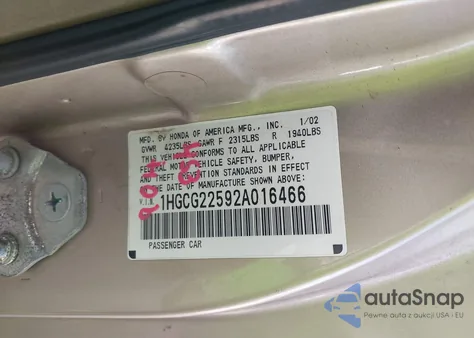 MFD. BY HONDA OF AMERICA MFG., INC. 1/02
GVWR 4235LBS GAWR F 2315LBS R 1940LBS
THIS VEHICLE CONFORMS TO ALL APPLICABLE
FEDERAL MOTOR VEHICLE SAFETY, BUMPER,
AND THEFT PREVENTION STANDARDS IN EFFECT
ON THE DATE OF MANUFACTURE SHOWN ABOVE.
V.I.N. 1HGCG22592A016466
PASSENGER CAR
autoSnap
Pewne auta z aukcji USA i EU